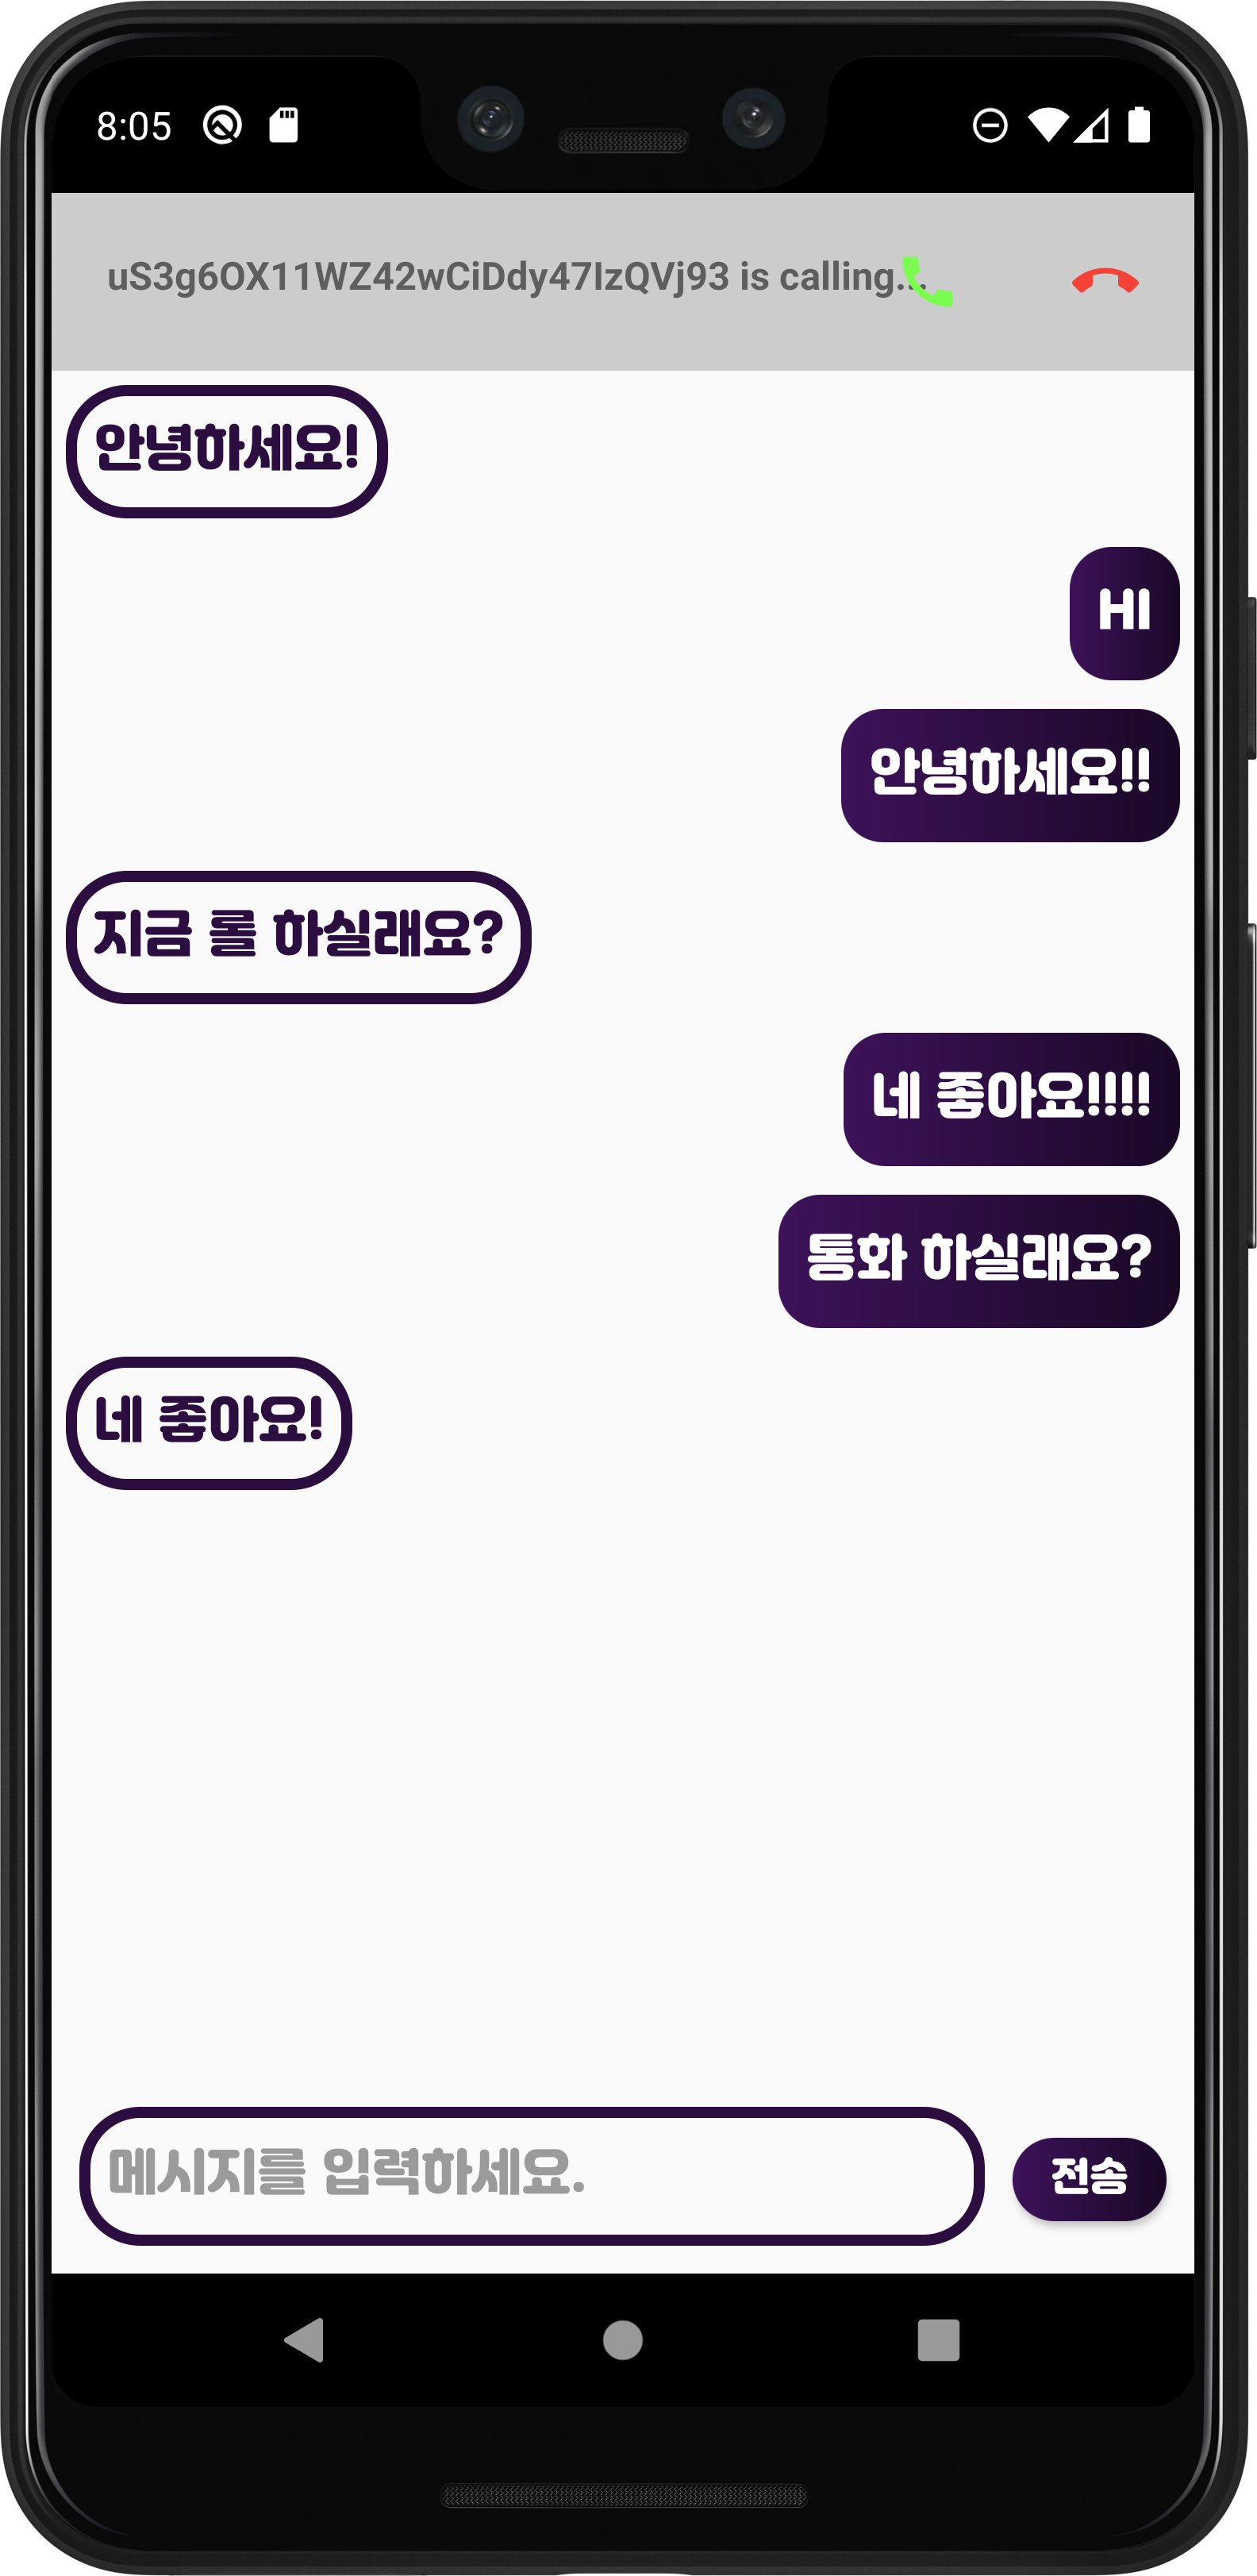 8:05
uS3g6OX11WZ42wCiDdy47IzQVj93 is calling...
안녕하세요!
HI
안녕하세요!!
지금 롤 하실래요?
네 좋아요!!!!
통화 하실래요?
네 좋아요!
메시지를 입력하세요.
전송